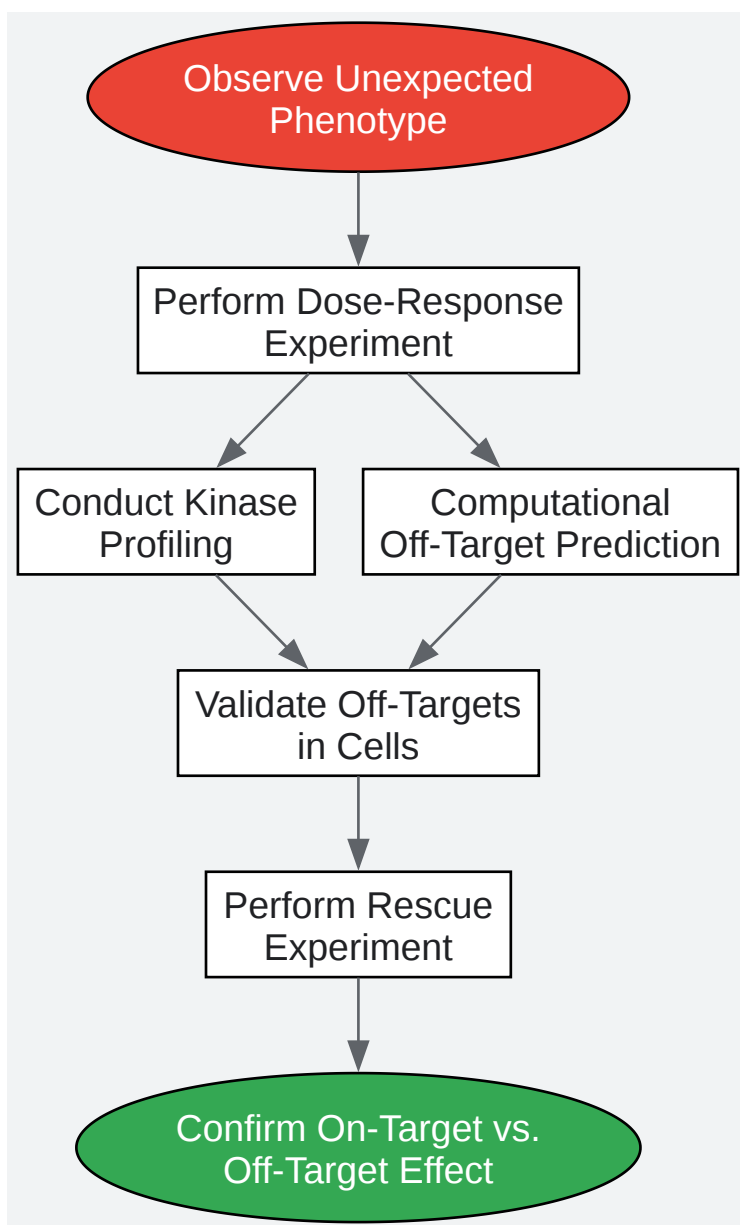 Observe Unexpected
Phenotype
Perform Dose-Response
Experiment
Conduct Kinase
Profiling
Computational
Off-Target Prediction
Validate Off-Targets
in Cells
Perform Rescue
Experiment
Confirm On-Target vs.
Off-Target Effect